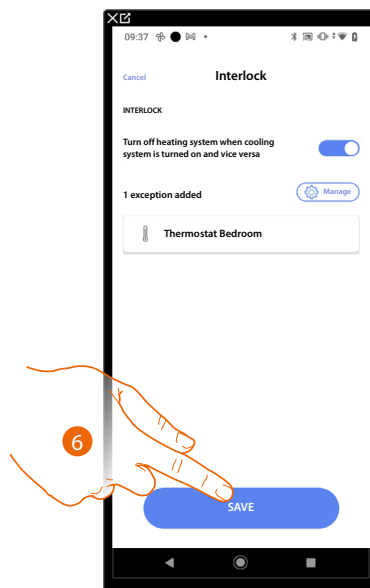 09:37
Cancel
Interlock
INTERLOCK
Turn off heating system when cooling
system is turned on and vice versa
1 exception added
Manage
Thermostat Bedroom
6
SAVE